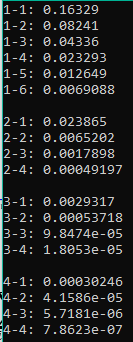 1-1: 0.16329
1-2: 0.08241
1-3: 0.04336
1-4: 0.023293
1-5: 0.012649
1-6: 0.0069088
2-1: 0.023865
2-2: 0.0065202
2-3: 0.0017898
2-4: 0.00049197
3-1: 0.0029317
3-2: 0.00053718
3-3: 9.8474e-05
3-4: 1.8053e-05
4-1: 0.00030246
4-2: 4.1586e-05
4-3: 5.7181e-06
4-4: 7.8623e-07